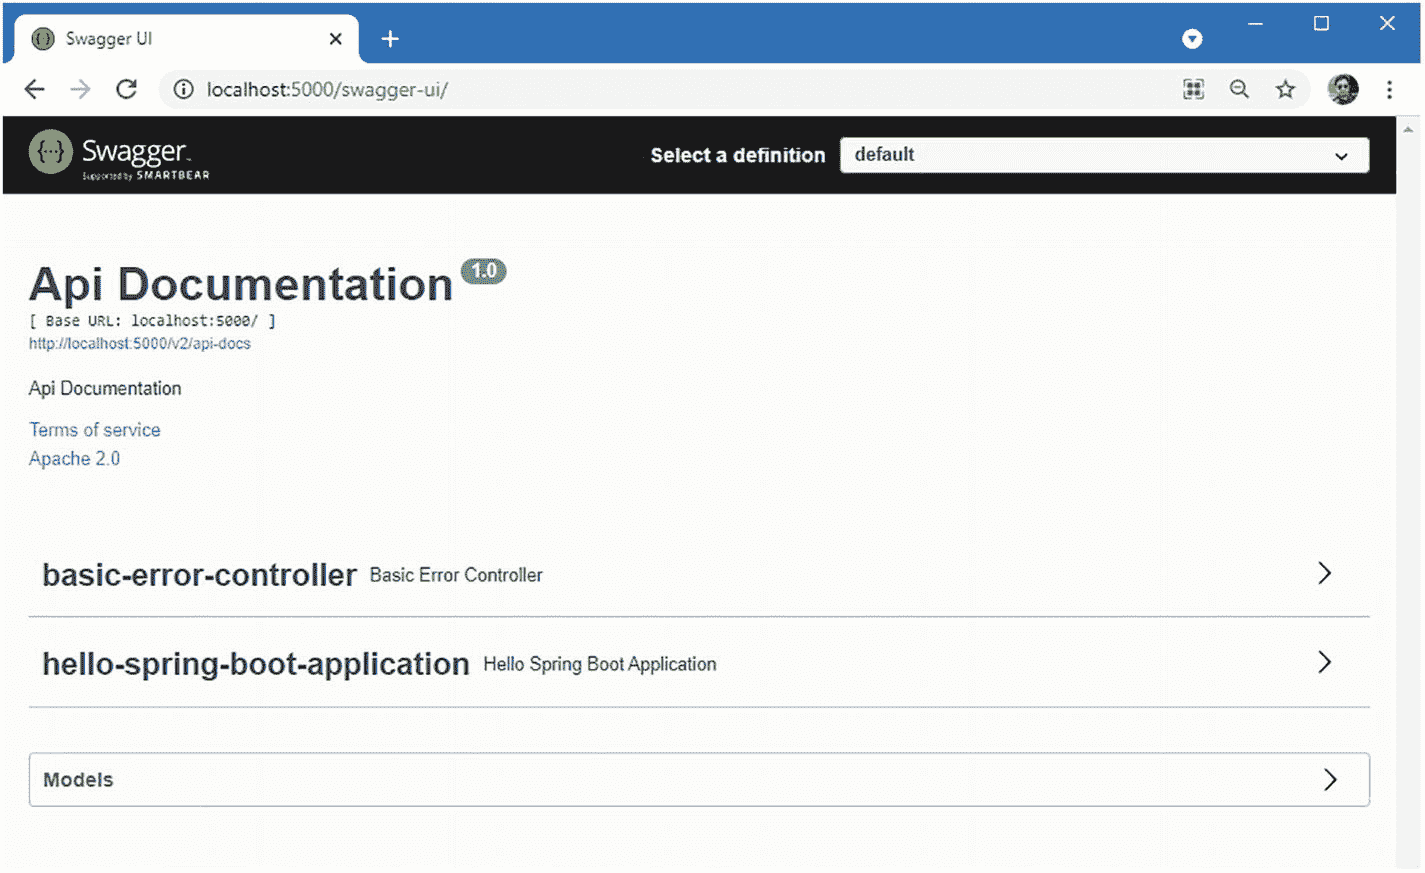 Swagger UI
localhost:5000/swagger-ui/
{···} Swagger
Supported by SMARTBEAR
Select a definition
default
Api Documentation 1.0
[ Base URL: localhost:5000/ ]
http://localhost:5000/v2/api-docs
Api Documentation
Terms of service
Apache 2.0
basic-error-controller Basic Error Controller
hello-spring-boot-application Hello Spring Boot Application
Models